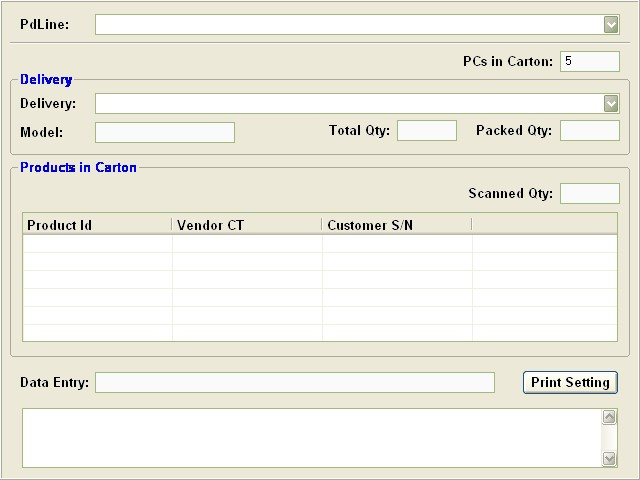 PdLine:
PCs in Carton: 5
Delivery
Delivery:
Model: Total Qty: Packed Qty:
Products in Carton
Scanned Qty:
Product Id Vendor CT Customer S/N
Data Entry: Print Setting